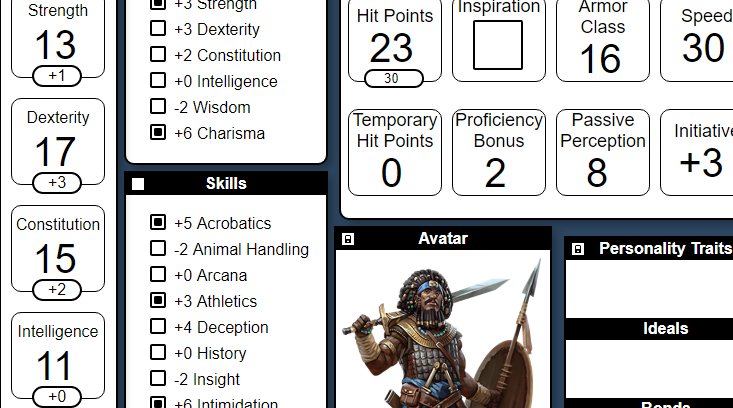 Strength
13
+1
Dexterity
17
+3
Constitution
15
+2
Intelligence
11
+0
+3 Strength
+3 Dexterity
+2 Constitution
+0 Intelligence
-2 Wisdom
+6 Charisma
Skills
+5 Acrobatics
-2 Animal Handling
+0 Arcana
+3 Athletics
+4 Deception
+0 History
-2 Insight
+6 Intimidation
Hit Points
23
30
Inspiration
Armor
Class
16
Speed
30
Temporary
Hit Points
0
Proficiency
Bonus
2
Passive
Perception
8
Initiative
+3
Avatar
Personality Traits
Ideals
Bonds